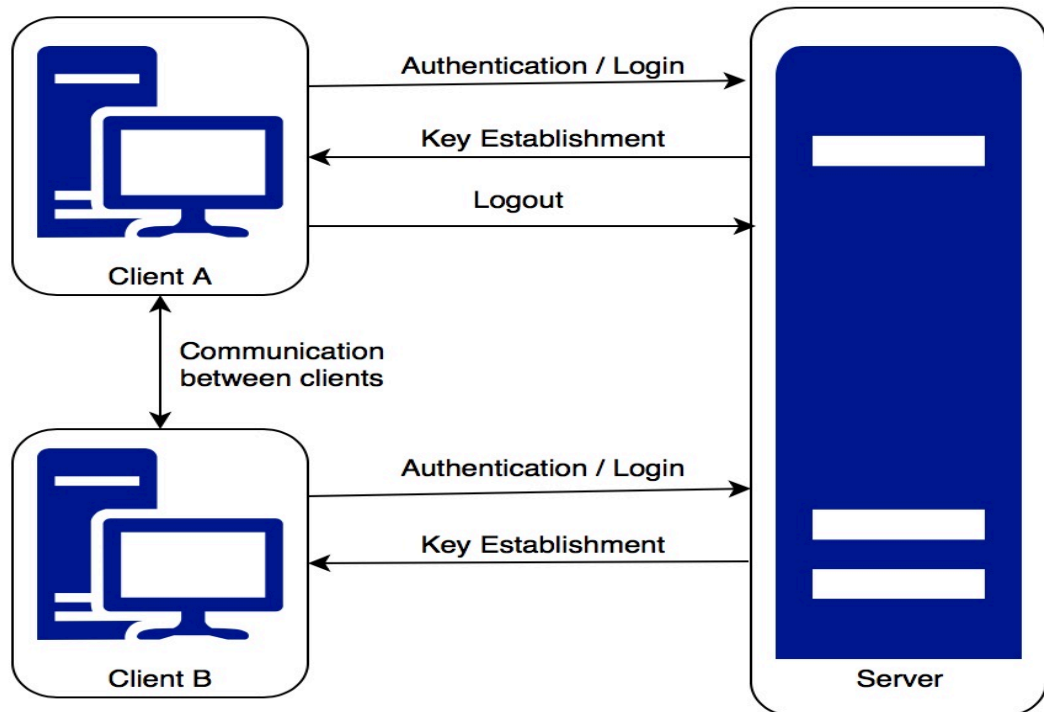 Authentication / Login
Key Establishment
Logout
Client A
Communication
between clients
Authentication / Login
Key Establishment
Client B
Server